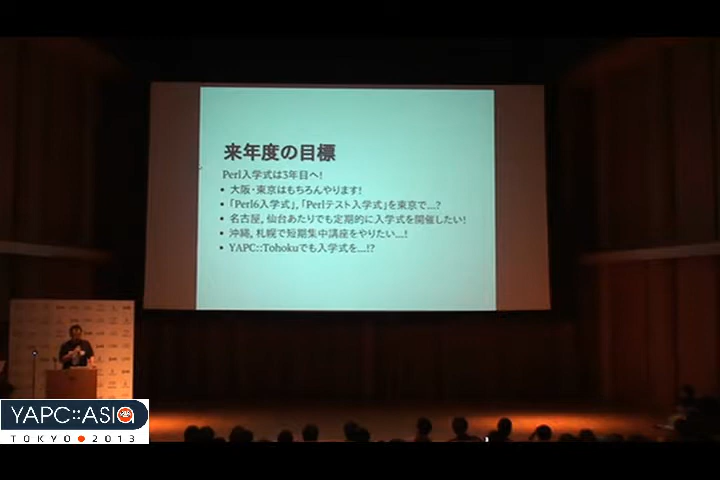 来年度の目標
Perl入学式は3年目へ!
• 大阪・東京はもちろんやります!
• 「Perl6入学式」, 「Perlテスト入学式」を東京で...?
• 名古屋, 仙台あたりでも定期的に入学式を開催したい!
• 沖縄, 札幌で短期集中講座をやりたい...!
• YAPC::Tohokuでも入学式を...!?
YAPC::ASIA
TOKYO 2013